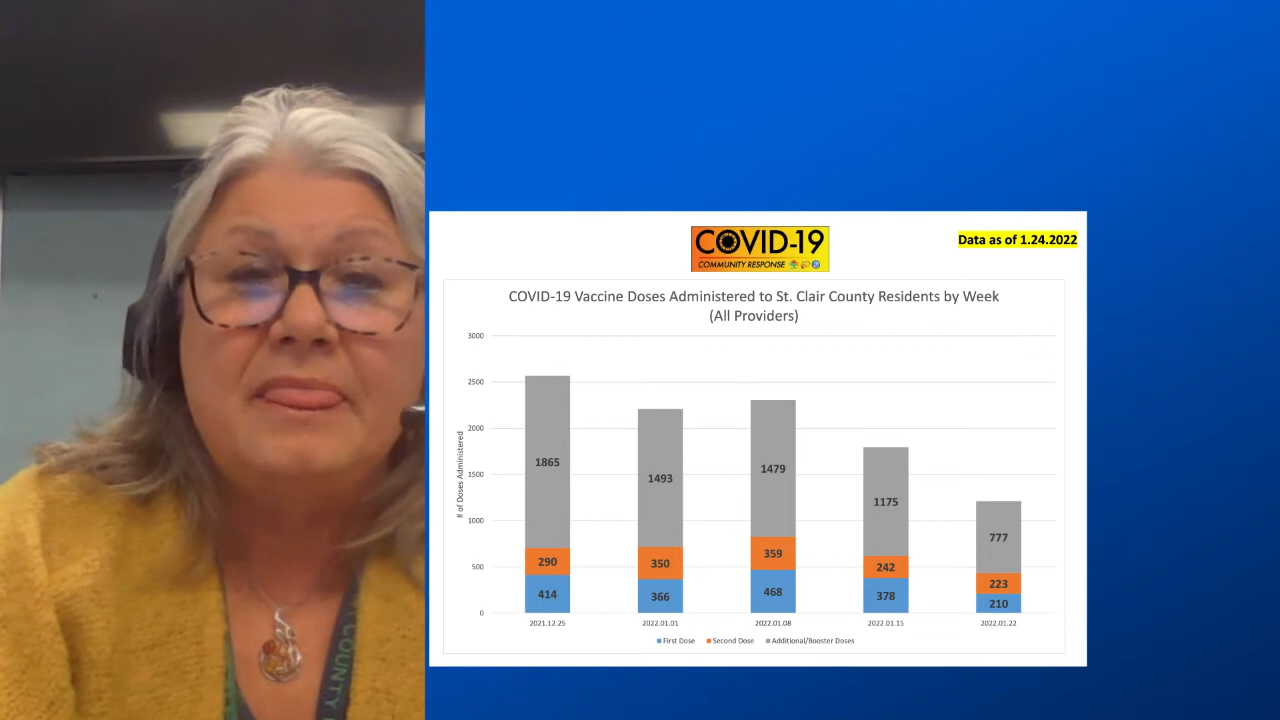 COVID-19
COMMUNITY RESPONSE
Data as of 1.24.2022
COVID-19 Vaccine Doses Administered to St. Clair County Residents by Week
(All Providers)
# of Doses Administered
3000
2500
2000
1500
1000
500
0
1865
290
414
1493
350
366
1479
359
468
1175
242
378
777
223
210
2021.12.25
2022.01.01
2022.01.08
2022.01.15
2022.01.22
First Dose
Second Dose
Additional/Booster Doses
COUNTY